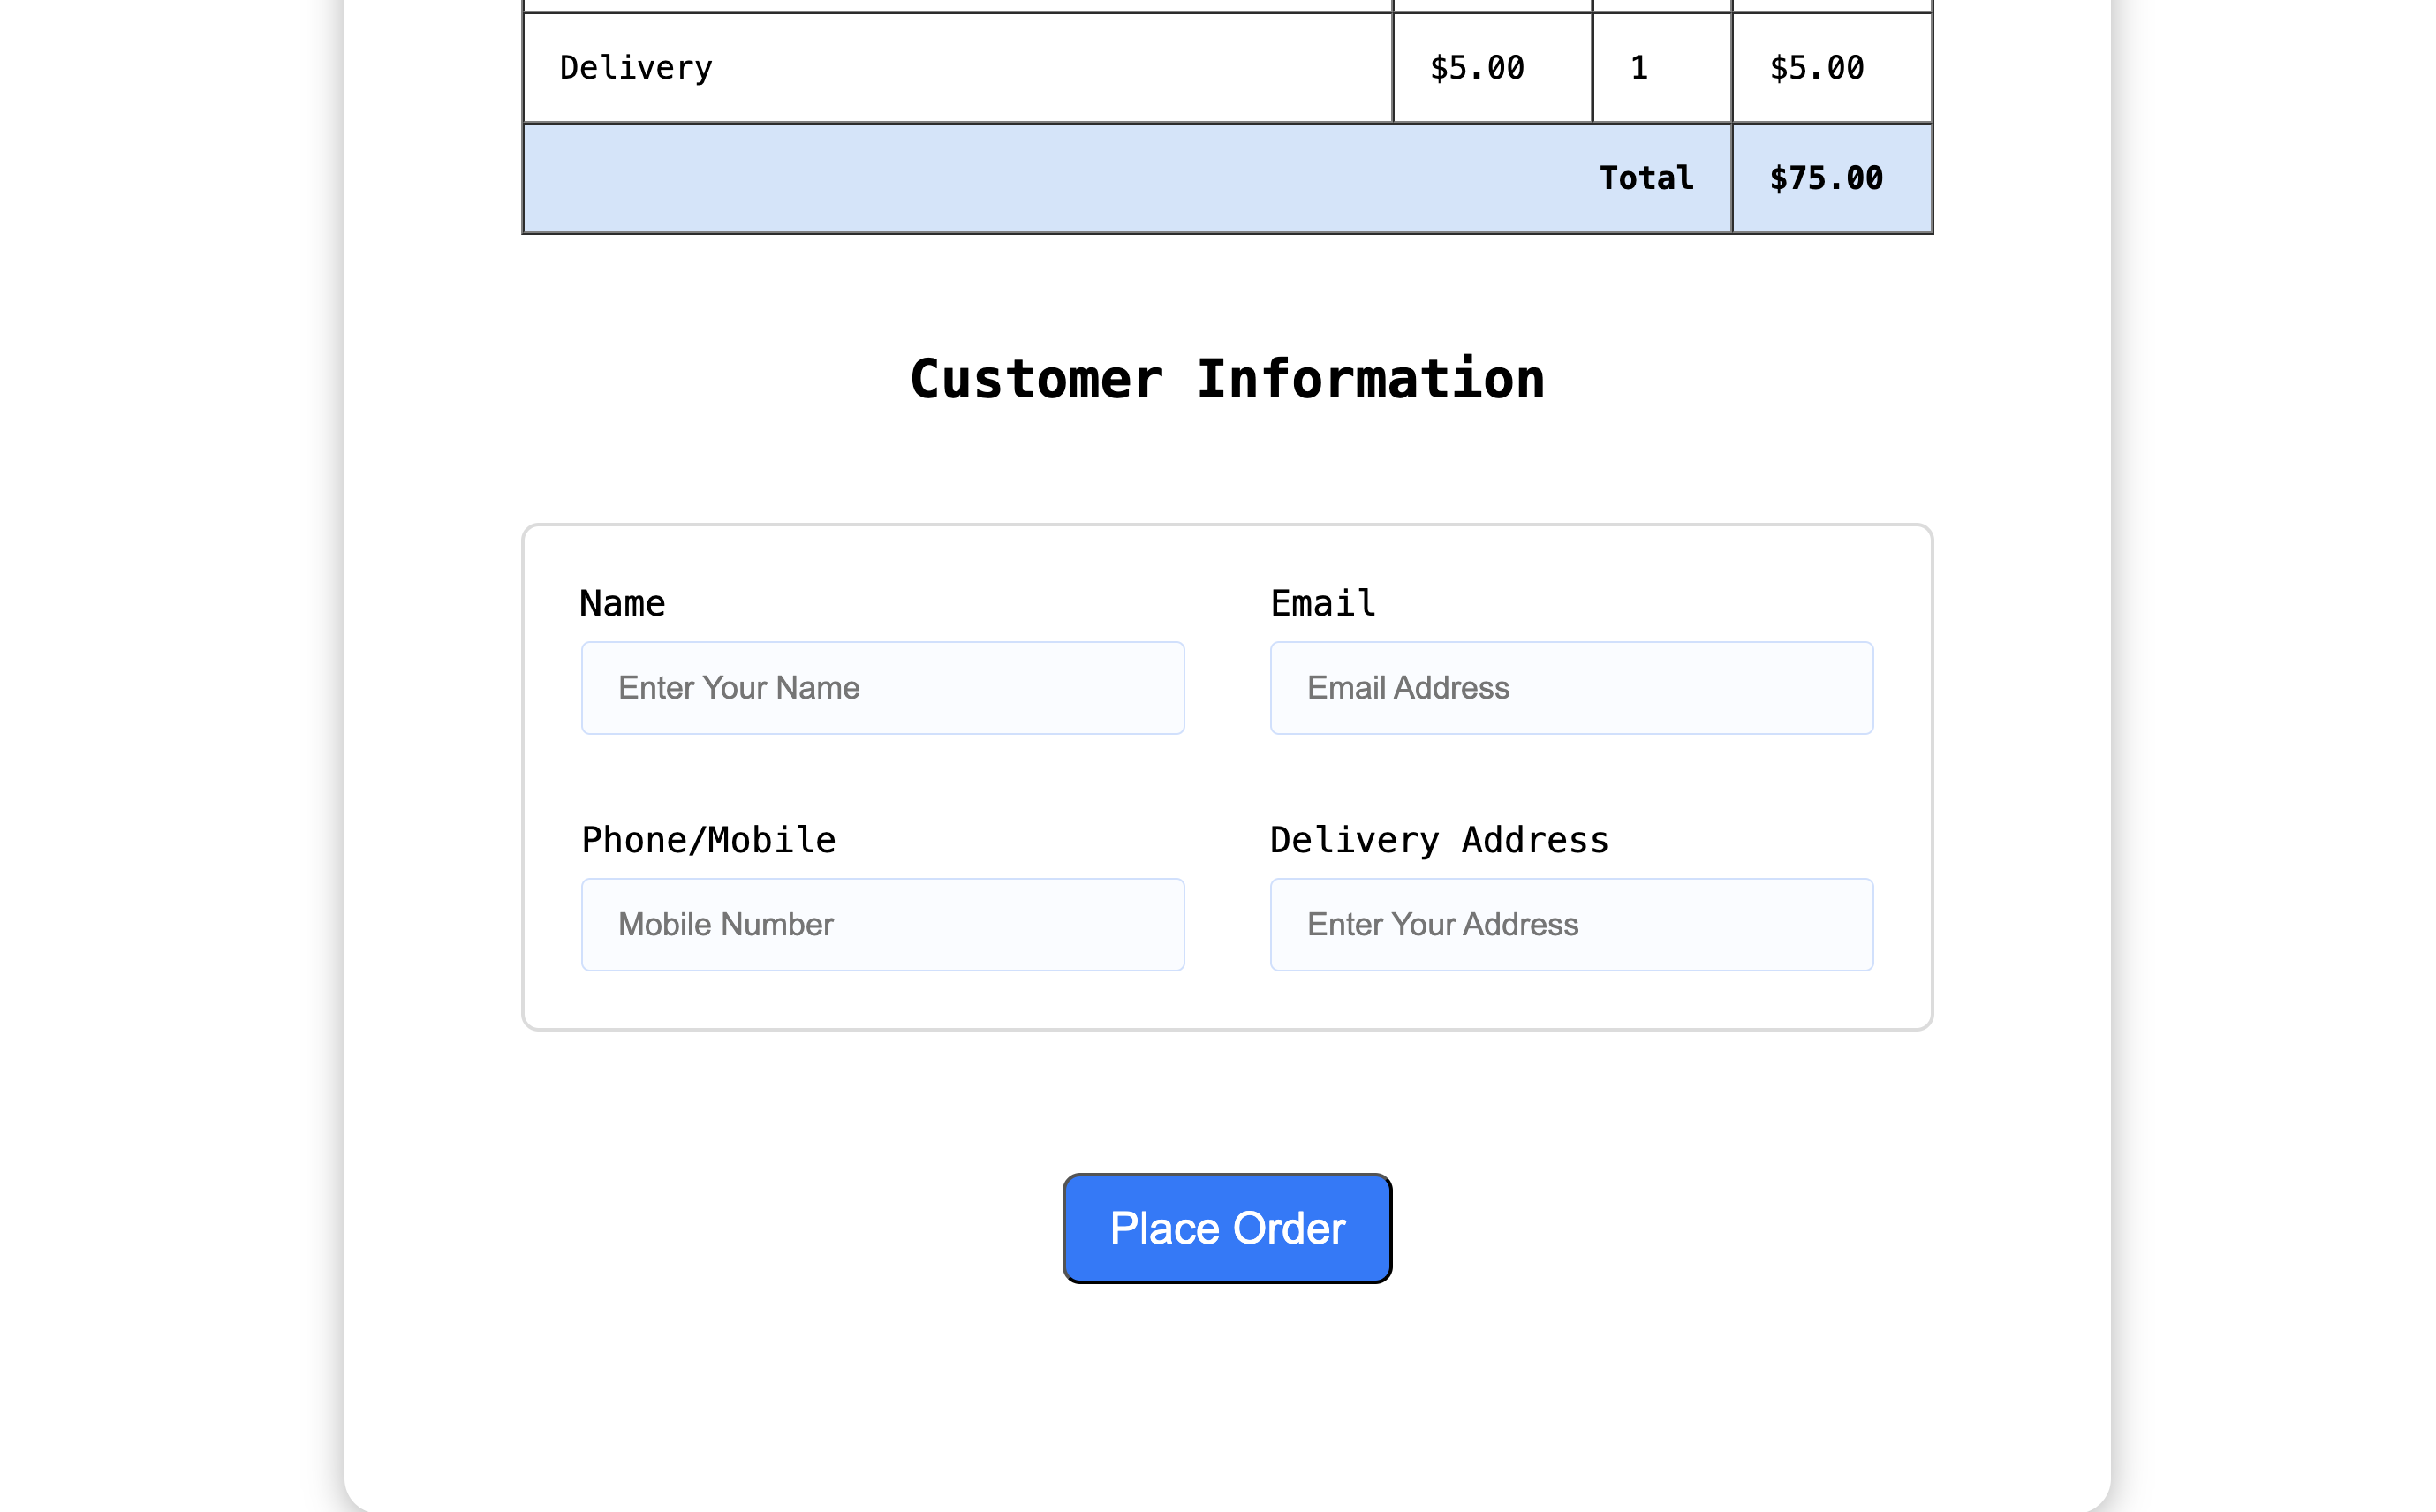 Delivery $5.00 1 $5.00
Total $75.00
Customer Information
Name Email
Enter Your Name Email Address
Phone/Mobile Delivery Address
Mobile Number Enter Your Address
Place Order